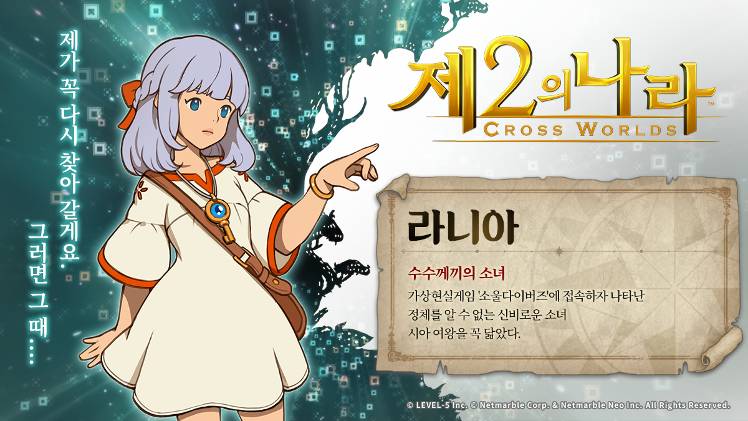 제가 꼭 다시 찾아 갈게요.
그러면 그 때....
제2의 나라™
CROSS WORLDS
라니아
수수께끼의 소녀
가상현실게임 '소울다이버즈'에 접속하자 나타난
정체를 알 수 없는 신비로운 소녀
시아 여왕을 꼭 닮았다.
© LEVEL-5 Inc. © Netmarble Corp. & Netmarble Neo Inc. All Rights Reserved.